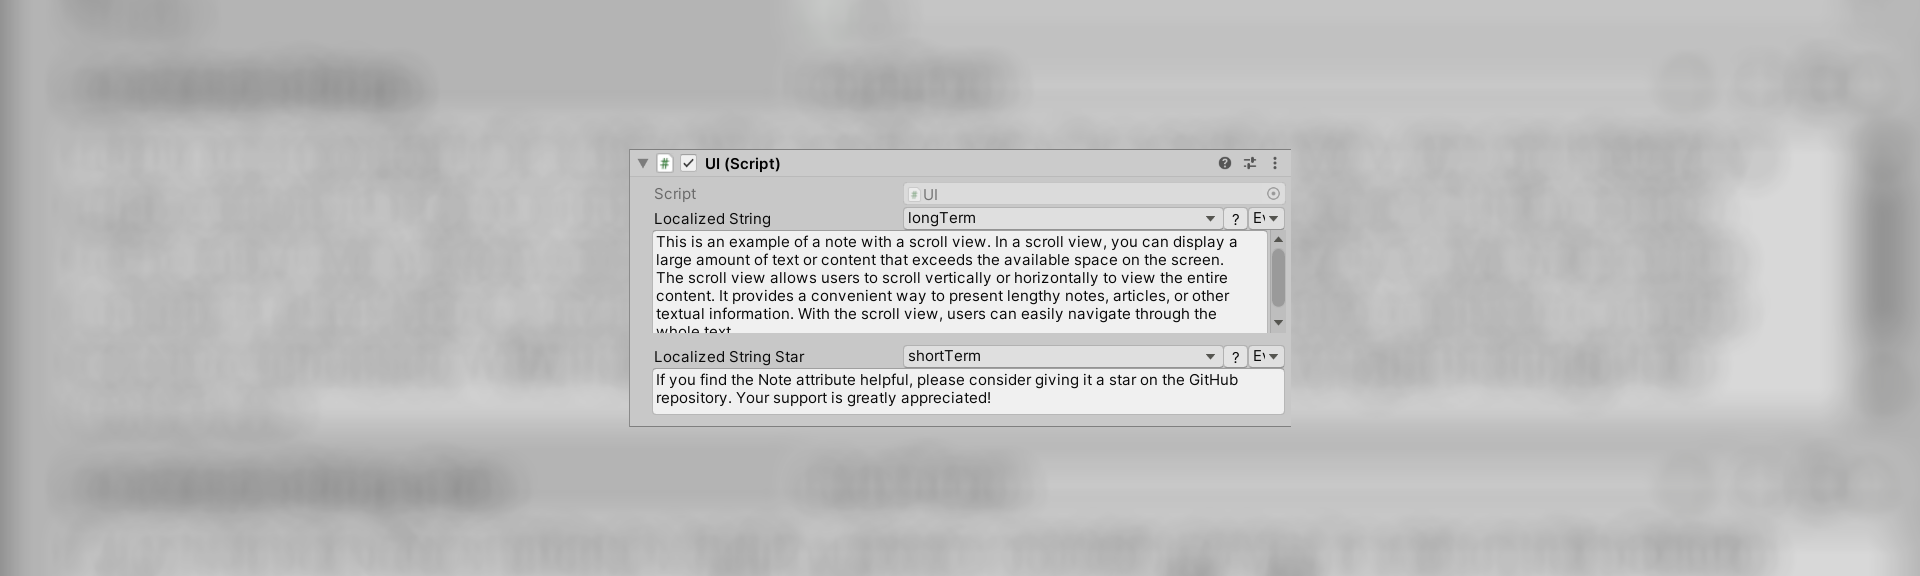 UI (Script)
Script
UI
Localized String
longTerm
?
Ev
This is an example of a note with a scroll view. In a scroll view, you can display a
large amount of text or content that exceeds the available space on the screen.
The scroll view allows users to scroll vertically or horizontally to view the entire
content. It provides a convenient way to present lengthy notes, articles, or other
textual information. With the scroll view, users can easily navigate through the
whole text.
Localized String Star
shortTerm
?
Ev
If you find the Note attribute helpful, please consider giving it a star on the GitHub
repository. Your support is greatly appreciated!